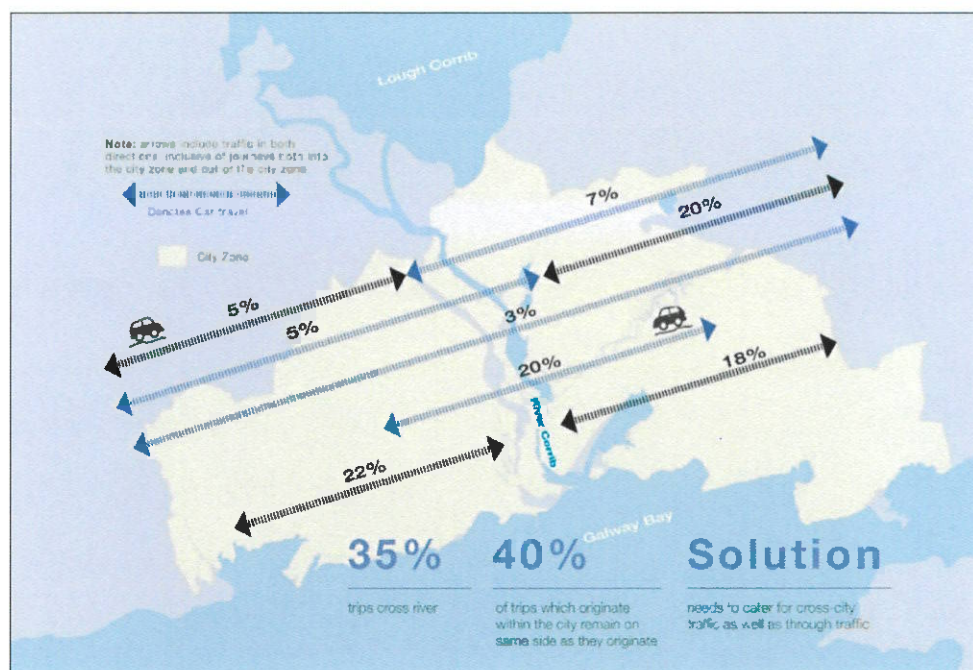 Lough Corrib
Note: arrows include traffic in both
directions, inclusive of journeys both into
the city zone and out of the city zone
Denotes Car travel
City Zone
7%
20%
5%
5%
3%
20%
18%
River Corrib
22%
Galway Bay
35%
trips cross river
40%
of trips which originate
within the city remain on
same side as they originate
Solution
needs to cater for cross-city
traffic as well as through traffic